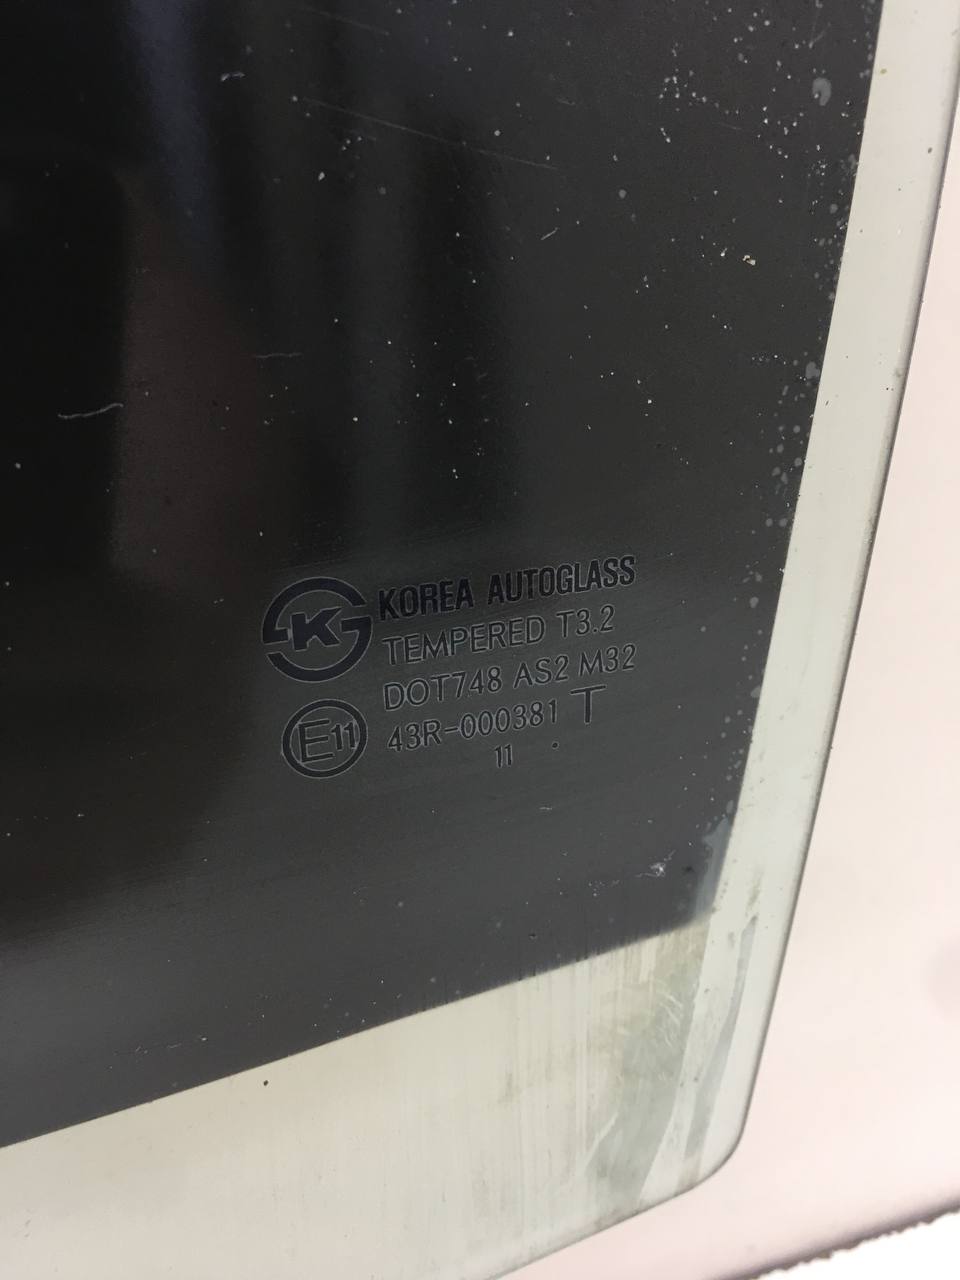 K KOREA AUTOGLASS
TEMPERED T3.2
DOT748 AS2 M32
E11 43R-000381 T
11